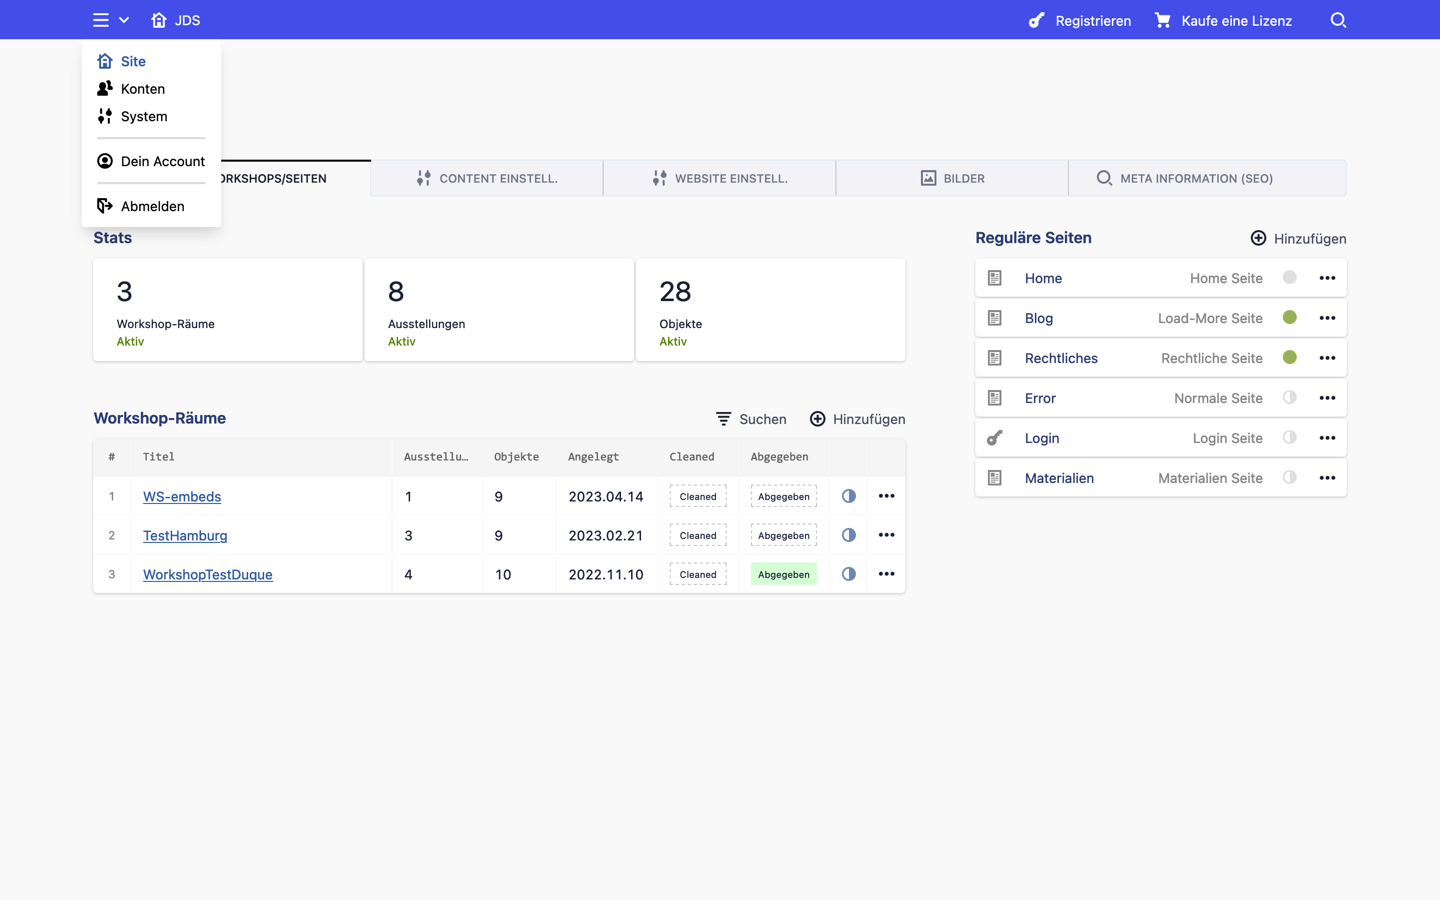 JDS
Registrieren
Kaufe eine Lizenz
Site
Konten
System
Dein Account
Abmelden
ORKSHOPS/SEITEN
CONTENT EINSTELL.
WEBSITE EINSTELL.
BILDER
META INFORMATION (SEO)
Stats
3
Workshop-Räume
Aktiv
8
Ausstellungen
Aktiv
28
Objekte
Aktiv
Workshop-Räume
Suchen
Hinzufügen
# Titel Ausstellu… Objekte Angelegt Cleaned Abgegeben
1 WS-embeds 1 9 2023.04.14 Cleaned Abgegeben
2 TestHamburg 3 9 2023.02.21 Cleaned Abgegeben
3 WorkshopTestDuque 4 10 2022.11.10 Cleaned Abgegeben
Reguläre Seiten
Hinzufügen
Home Home Seite
Blog Load-More Seite
Rechtliches Rechtliche Seite
Error Normale Seite
Login Login Seite
Materialien Materialien Seite